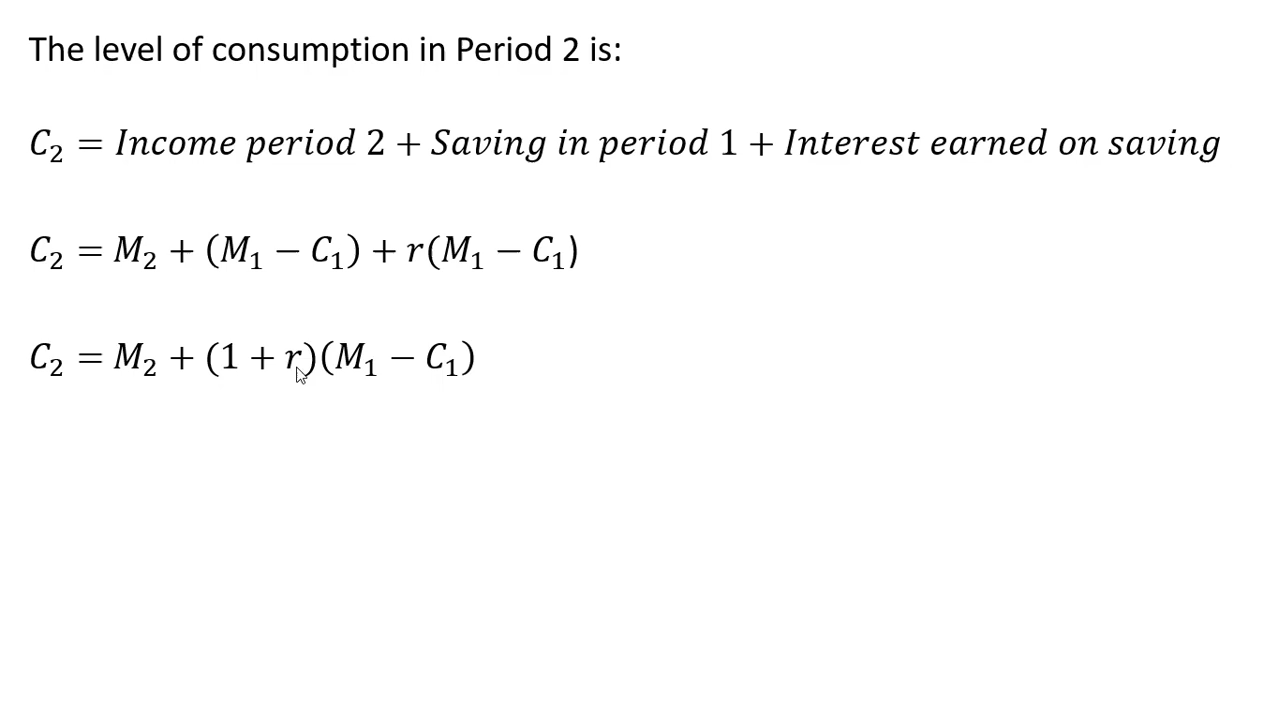 The level of consumption in Period 2 is:
C₂ = Income period 2 + Saving in period 1 + Interest earned on saving
C₂ = M₂ + (M₁ − C₁) + r(M₁ − C₁)
C₂ = M₂ + (1 + r)(M₁ − C₁)